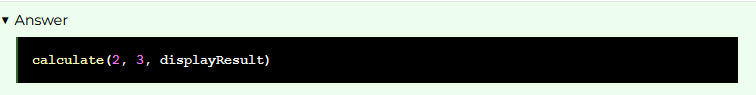 ▾ Answer
calculate(2, 3, displayResult)